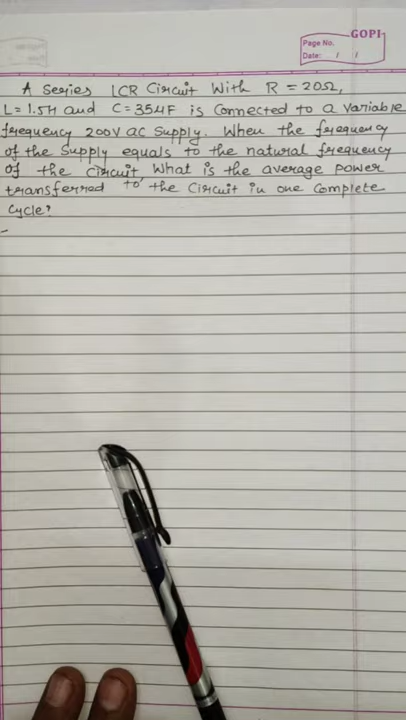 GOPI
Page No.
Date: / /
A Series LCR Circuit With R = 20Ω,
L = 1.5H and C = 35μF is Connected to a Variable
frequency 200V ac Supply. When the frequency
of the Supply equals to the natural frequency
of the circuit, What is the average power
transferred to the Circuit in one Complete
Cycle?